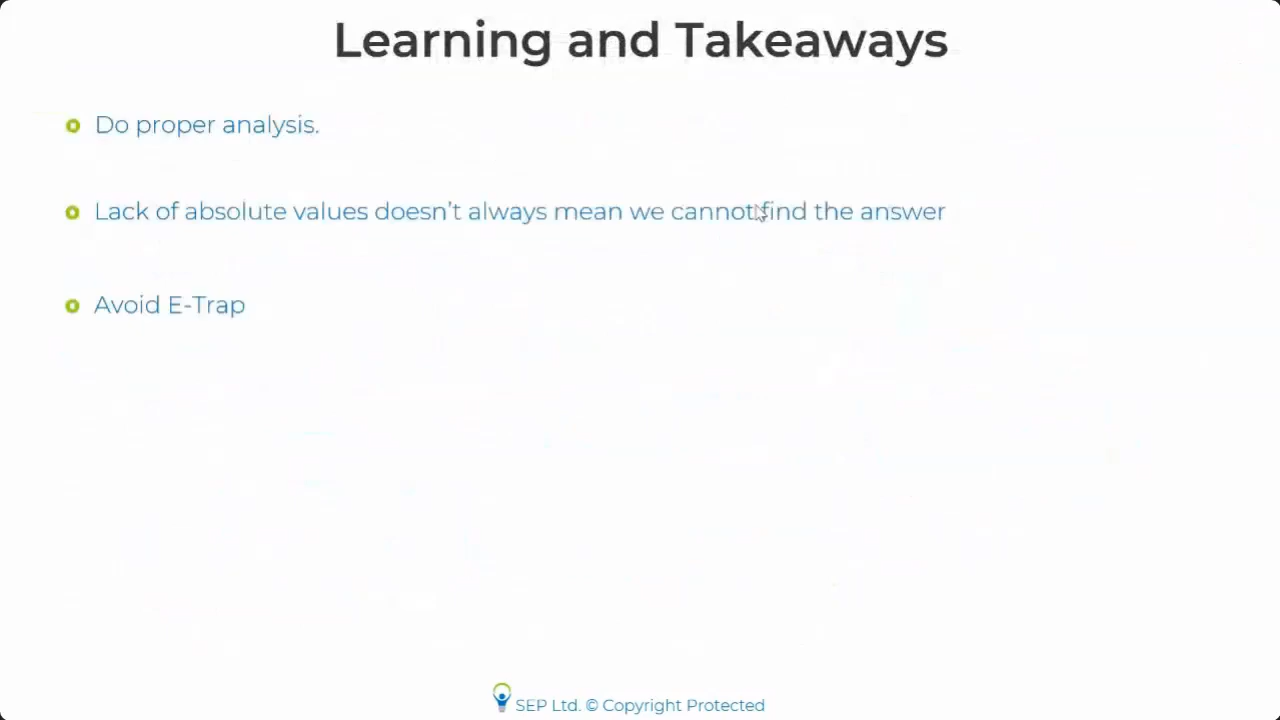 Learning and Takeaways
Do proper analysis.
Lack of absolute values doesn't always mean we cannot find the answer
Avoid E-Trap
SEP Ltd. © Copyright Protected